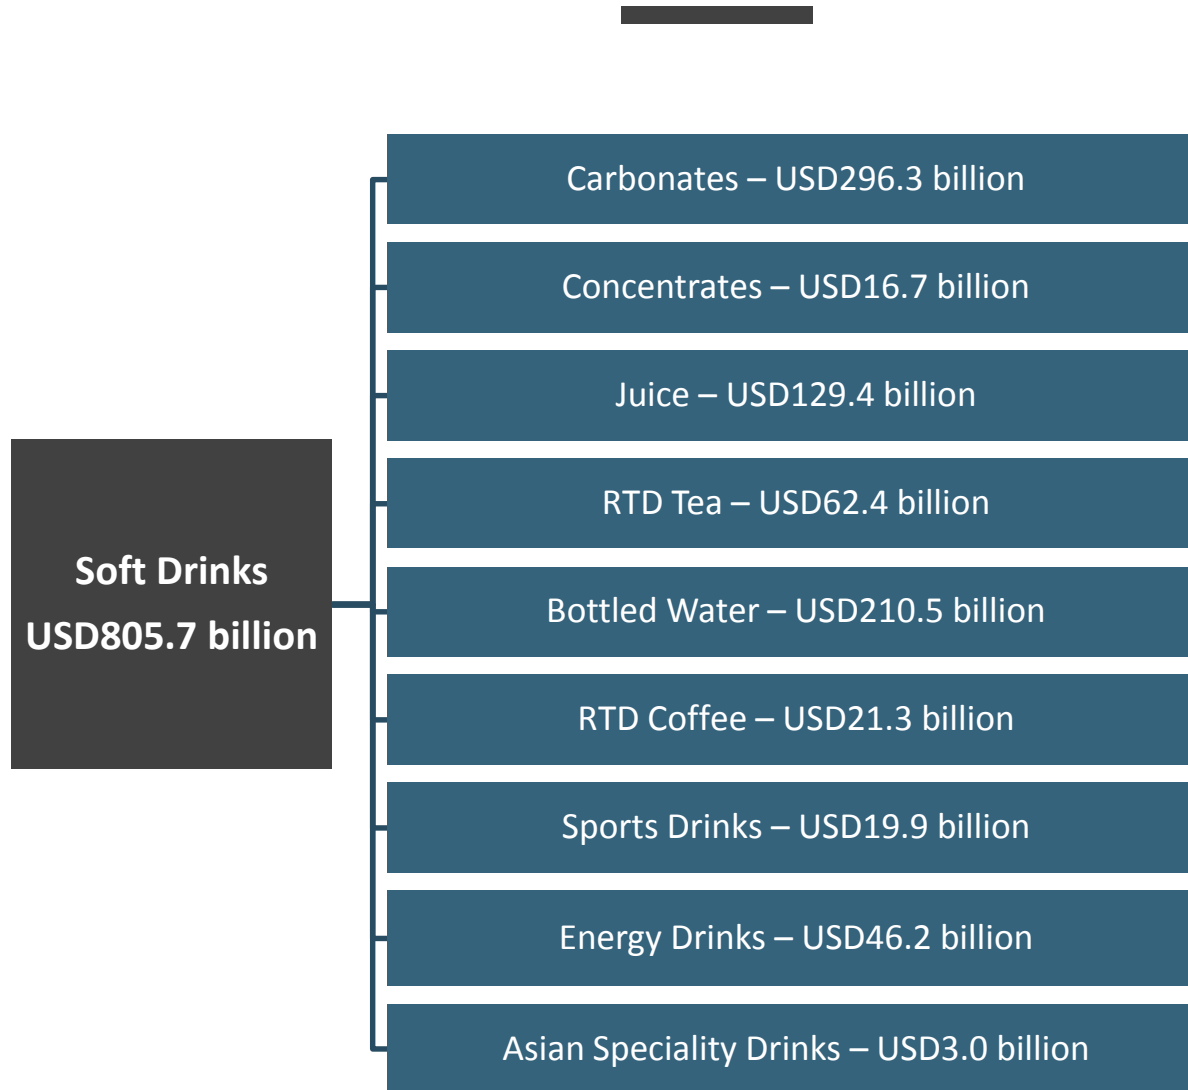 Carbonates – USD296.3 billion
Concentrates – USD16.7 billion
Juice – USD129.4 billion
RTD Tea – USD62.4 billion
Soft Drinks
USD805.7 billion
Bottled Water – USD210.5 billion
RTD Coffee – USD21.3 billion
Sports Drinks – USD19.9 billion
Energy Drinks – USD46.2 billion
Asian Speciality Drinks – USD3.0 billion